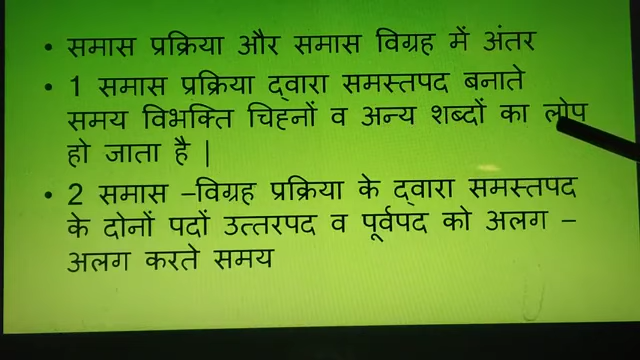 • समास प्रक्रिया और समास विग्रह में अंतर
• 1 समास प्रक्रिया द्वारा समस्तपद बनाते
समय विभक्ति चिह्नों व अन्य शब्दों का लोप
हो जाता है |
• 2 समास –विग्रह प्रक्रिया के द्वारा समस्तपद
के दोनों पदों उत्तरपद व पूर्वपद को अलग –
अलग करते समय